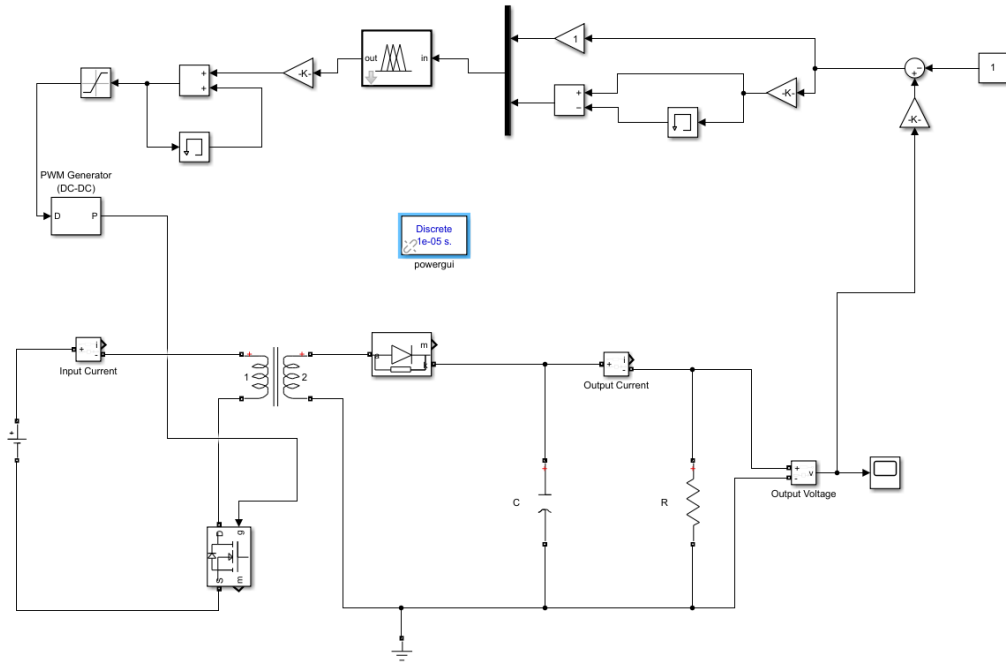 out
in
-K-
+
+
1
-K-
+
−
1
−
+
-K-
PWM Generator
(DC-DC)
D
P
Discrete
1e-05 s.
powergui
+
i
-
Input Current
+
1
+
2
a
m
k
+
i
-
Output Current
+
+
C
+
R
+
-
v
Output Voltage
D
g
S
m